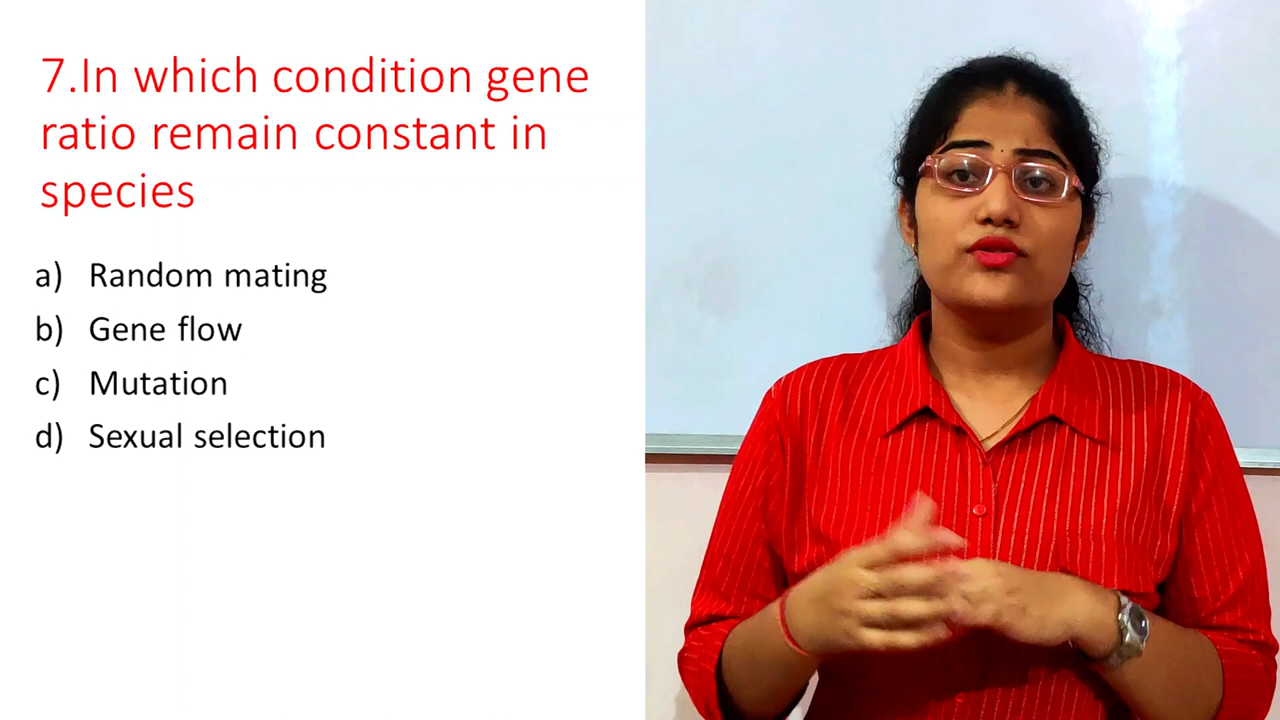 7.In which condition gene
ratio remain constant in
species
a) Random mating
b) Gene flow
c) Mutation
d) Sexual selection